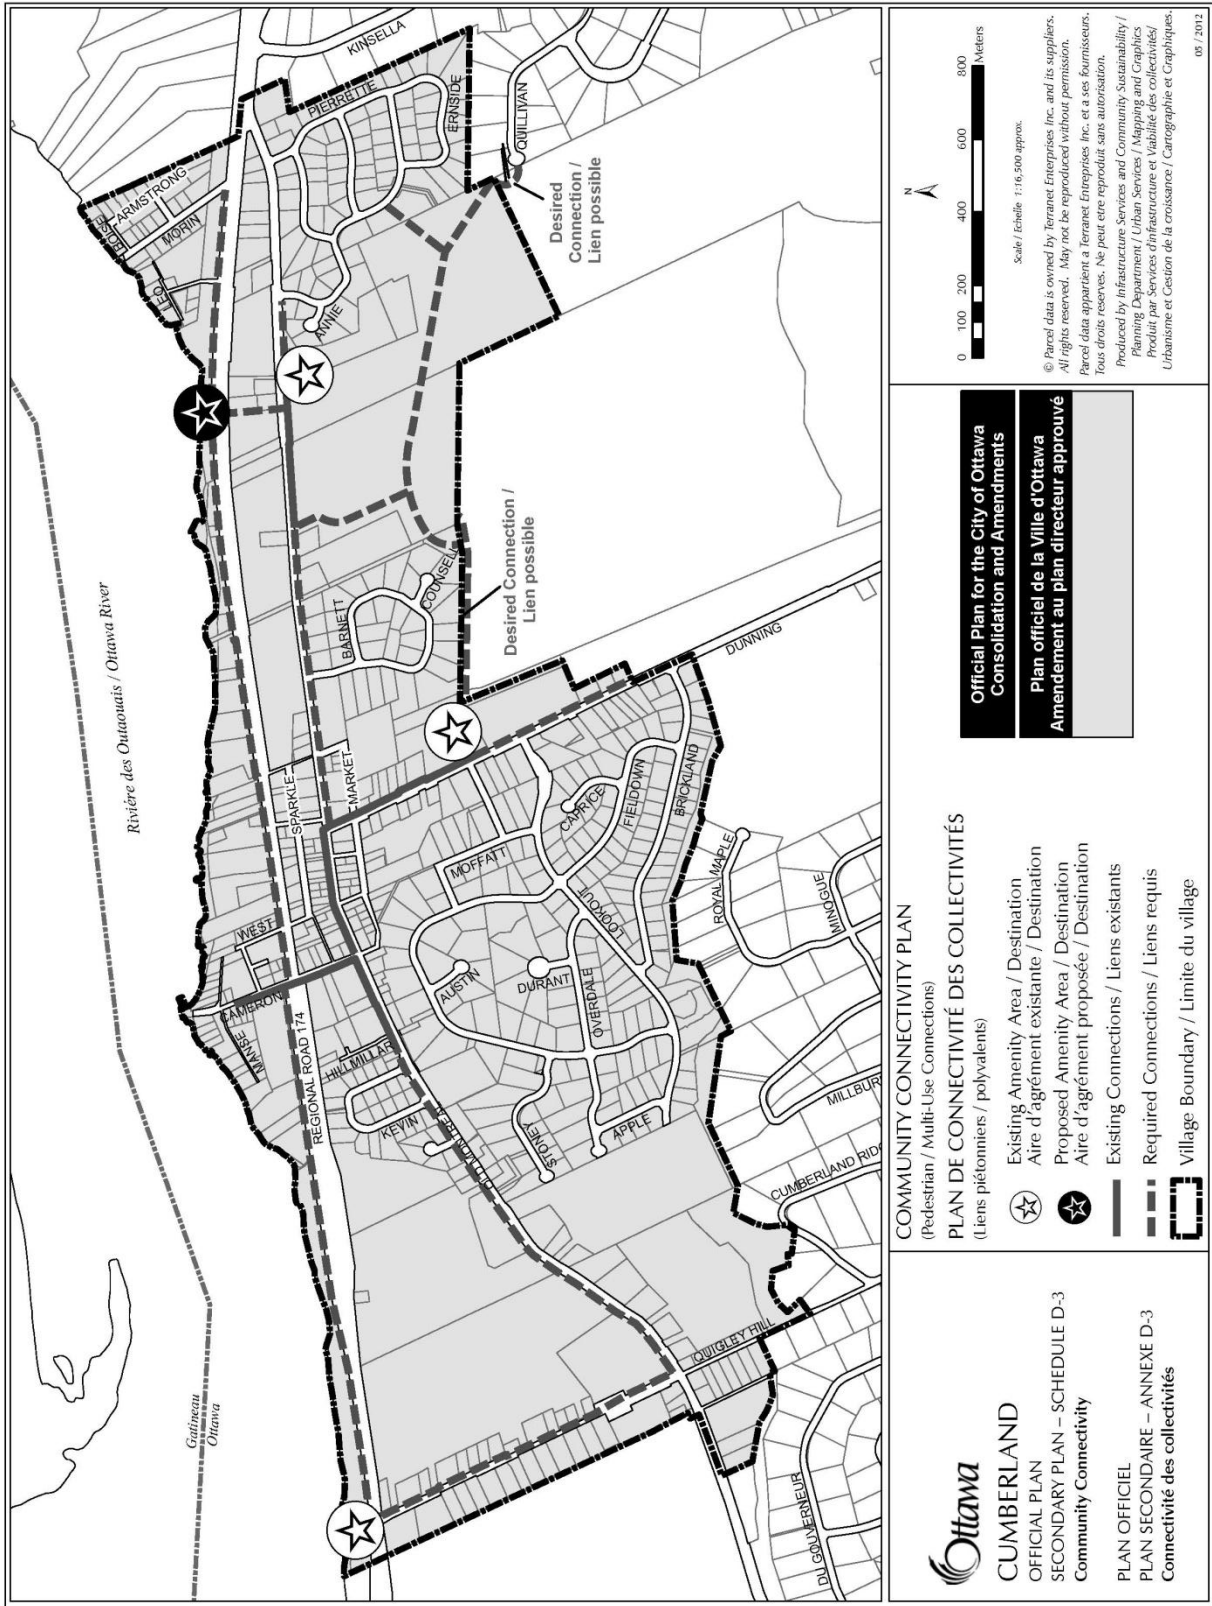 KINSELLA
PIERRETTE
ERNSIDE
QUILLIVAN
ARMSTRONG
MORIN
LEO
ANNIE
Desired
Connection /
Lien possible
Rivière des Outaouais / Ottawa River
BARNETT
COUNSELL
Desired Connection /
Lien possible
DUNNING
SPARKLE
MARKET
WEST
CAMERON
MANSE
REGIONAL ROAD 174
HILLMILLAR
KEVIN
OLD MONTREAL
MOFFATT
CAPRICE
FIELDOWN
BRICKLAND
LOOKOUT
AUSTIN
DURANT
OVERDALE
STONEY
APPLE
ROYAL MAPLE
MINOGUE
MILLBUR
CUMBERLAND RIDG
QUIGLEY HILL
DU GOUVERNEUR
Gatineau
Ottawa
Ottawa
CUMBERLAND
OFFICIAL PLAN
SECONDARY PLAN – SCHEDULE D-3
Community Connectivity
PLAN OFFICIEL
PLAN SECONDAIRE – ANNEXE D-3
Connectivité des collectivités
COMMUNITY CONNECTIVITY PLAN
(Pedestrian / Multi-Use Connections)
PLAN DE CONNECTIVITÉ DES COLLECTIVITÉS
(Liens piétonniers / polyvalents)
Existing Amenity Area / Destination
Aire d'agrément existante / Destination
Proposed Amenity Area / Destination
Aire d'agrément proposée / Destination
Existing Connections / Liens existants
Required Connections / Liens requis
Village Boundary / Limite du village
Official Plan for the City of Ottawa
Consolidation and Amendments
Plan officiel de la Ville d'Ottawa
Amendement au plan directeur approuvé
N
0 100 200 400 600 800
Meters
Scale / Echelle 1:16,500 approx.
© Parcel data is owned by Terranet Enterprises Inc. and its suppliers.
All rights reserved. May not be reproduced without permission.
Parcel data appartient a Terranet Entreprises Inc. et a ses fournisseurs.
Tous droits reserves. Ne peut etre reproduit sans autorisation.
Produced by Infrastructure Services and Community Sustainability /
Planning Department / Urban Services / Mapping and Graphics
Produit par Services d'infrastructure et Viabilité des collectivités/
Urbanisme et Gestion de la croissance / Cartographie et Graphiques.
05 / 2012